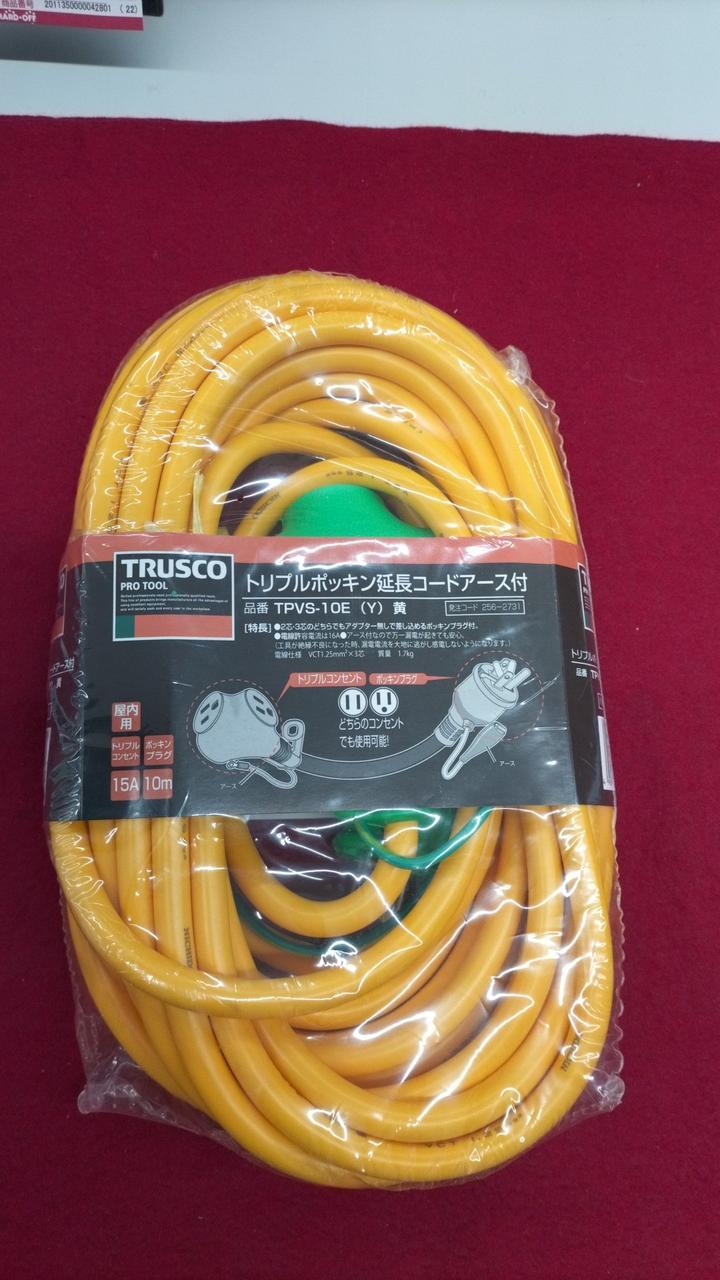 商品番号 2011350000042801 (22)
HARD-OFF
TRUSCO
PRO TOOL
トリプルポッキン延長コードアース付
品番 TPVS-10E (Y) 黄
発注コード 256-2731
[特長] ●2芯・3芯のどちらでもアダプター無しで差し込めるポッキンプラグ付。
●電線許容電流は16A●アース付なので万一漏電が起きても安心。
(工具が絶縁不良になった時、漏電電流を大地に逃がし感電しないようになります。)
電線仕様 VCT1.25mm²×3芯 質量 1.7kg
トリプルコンセント
ポッキンプラグ
どちらのコンセント
でも使用可能!
屋内用
トリプルコンセント
ポッキンプラグ
15A
10m
アース
アース